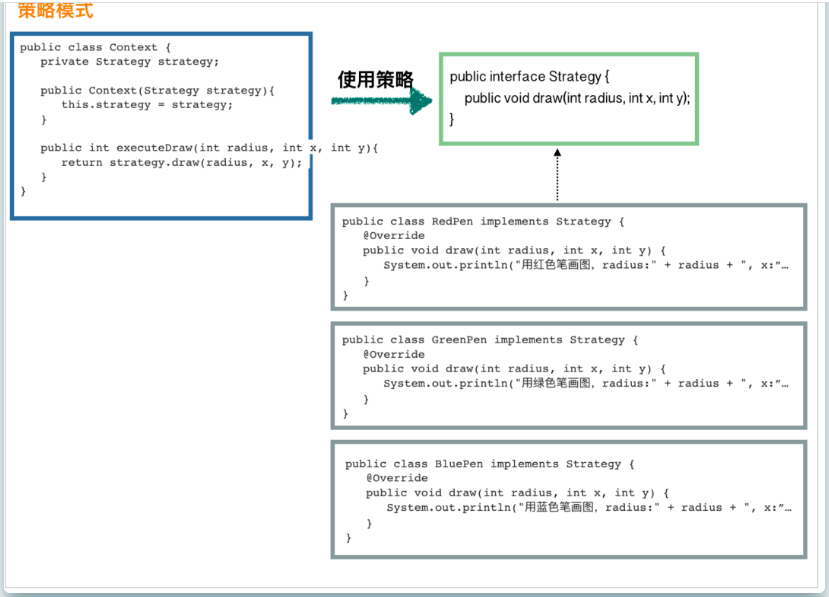 策略模式
public class Context {
private Strategy strategy;
public Context(Strategy strategy){
this.strategy = strategy;
}
public int executeDraw(int radius, int x, int y){
return strategy.draw(radius, x, y);
}
}
使用策略
public interface Strategy {
public void draw(int radius, int x, int y);
}
public class RedPen implements Strategy {
@Override
public void draw(int radius, int x, int y) {
System.out.println("用红色笔画图，radius:" + radius + ", x:”…
}
}
public class GreenPen implements Strategy {
@Override
public void draw(int radius, int x, int y) {
System.out.println("用绿色笔画图，radius:" + radius + ", x:”…
}
}
public class BluePen implements Strategy {
@Override
public void draw(int radius, int x, int y) {
System.out.println("用蓝色笔画图，radius:" + radius + ", x:”…
}
}